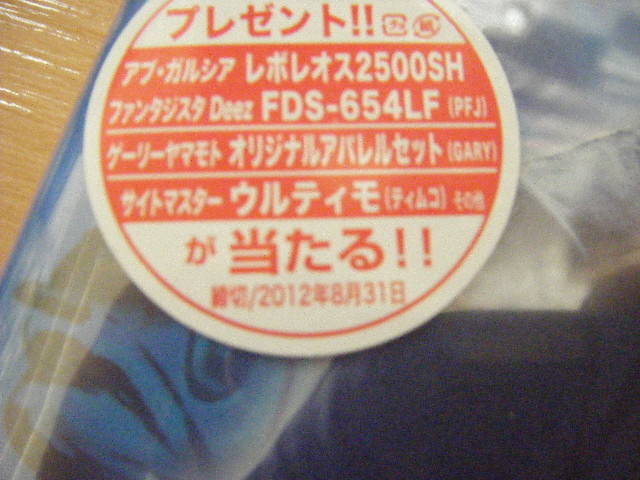 プレゼント!!
アブ・ガルシア レボレオス2500SH
ファンタジスタ Deez FDS-654LF (PFJ)
ゲーリーヤマモト オリジナルアパレルセット (GARY)
サイトマスター ウルティモ (ティムコ) その他
が 当たる!!
締切/2012年8月31日